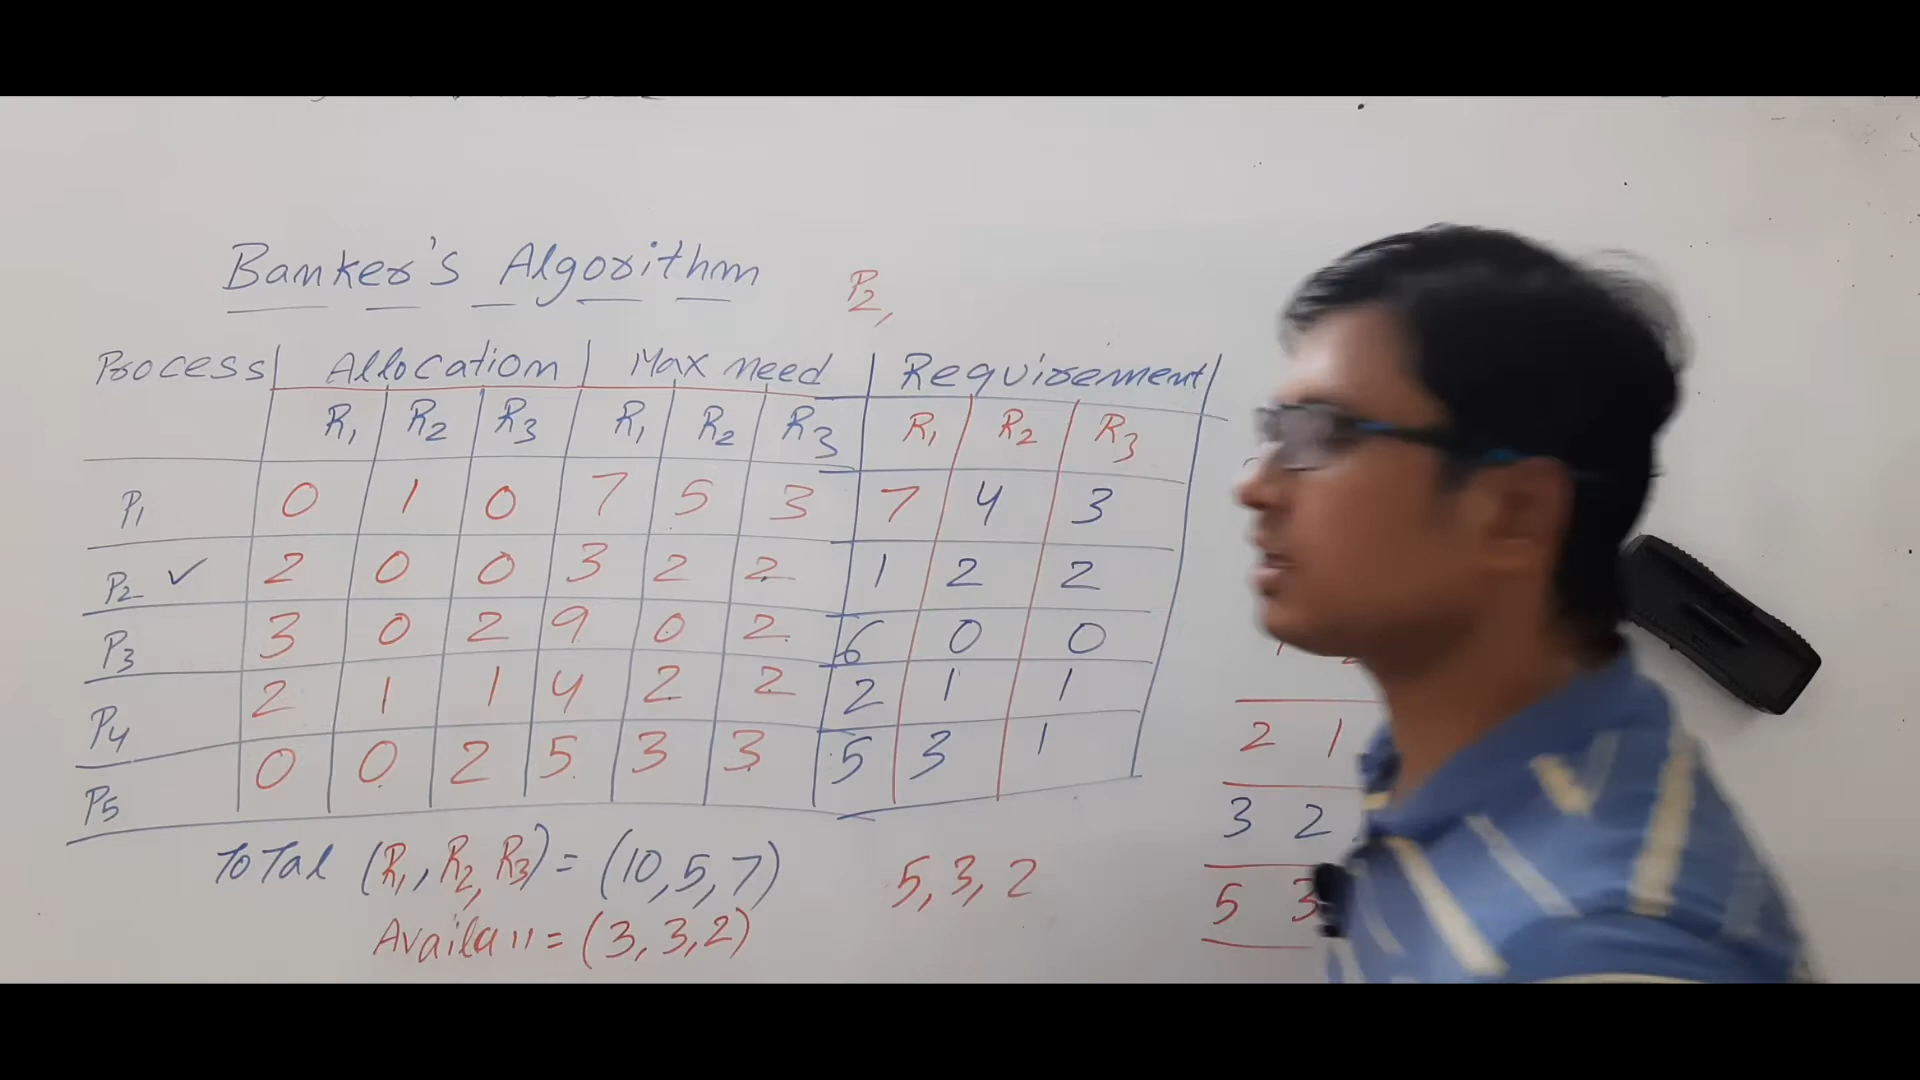 Banker's Algorithm
P2,
Process Allocation Max need Requirement
R1 R2 R3 R1 R2 R3 R1 R2 R3
P1 0 1 0 7 5 3 7 4 3
P2 ✓ 2 0 0 3 2 2 1 2 2
P3 3 0 2 9 0 2 6 0 0
P4 2 1 1 4 2 2 2 1 1
P5 0 0 2 5 3 3 5 3 1
Total (R1, R2, R3) = (10, 5, 7)
5, 3, 2
Availa = (3, 3, 2)
2 1
3 2
5 3